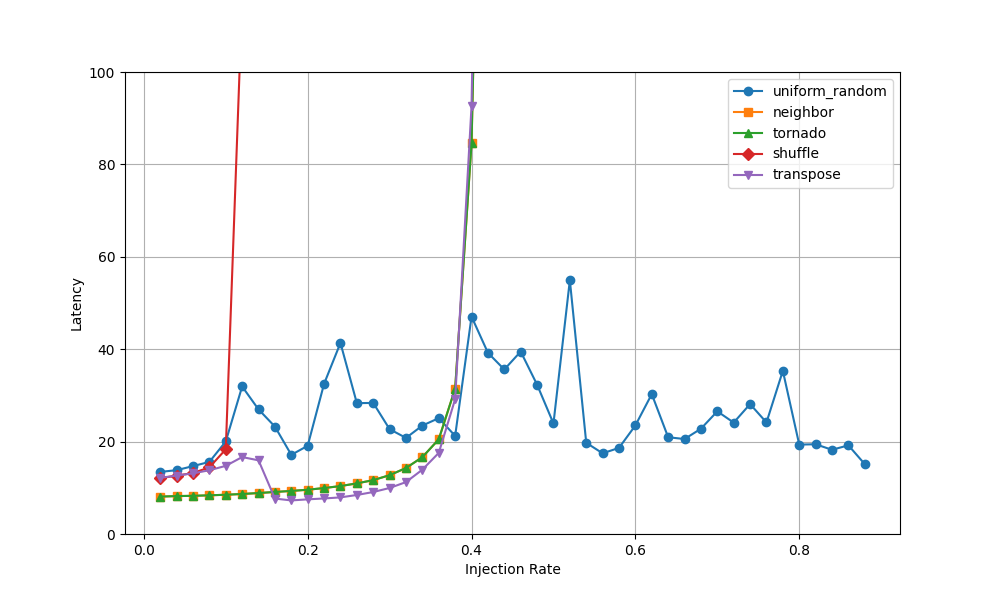 100
80
60
40
20
0
Latency
0.0
0.2
0.4
0.6
0.8
Injection Rate
uniform_random
neighbor
tornado
shuffle
transpose